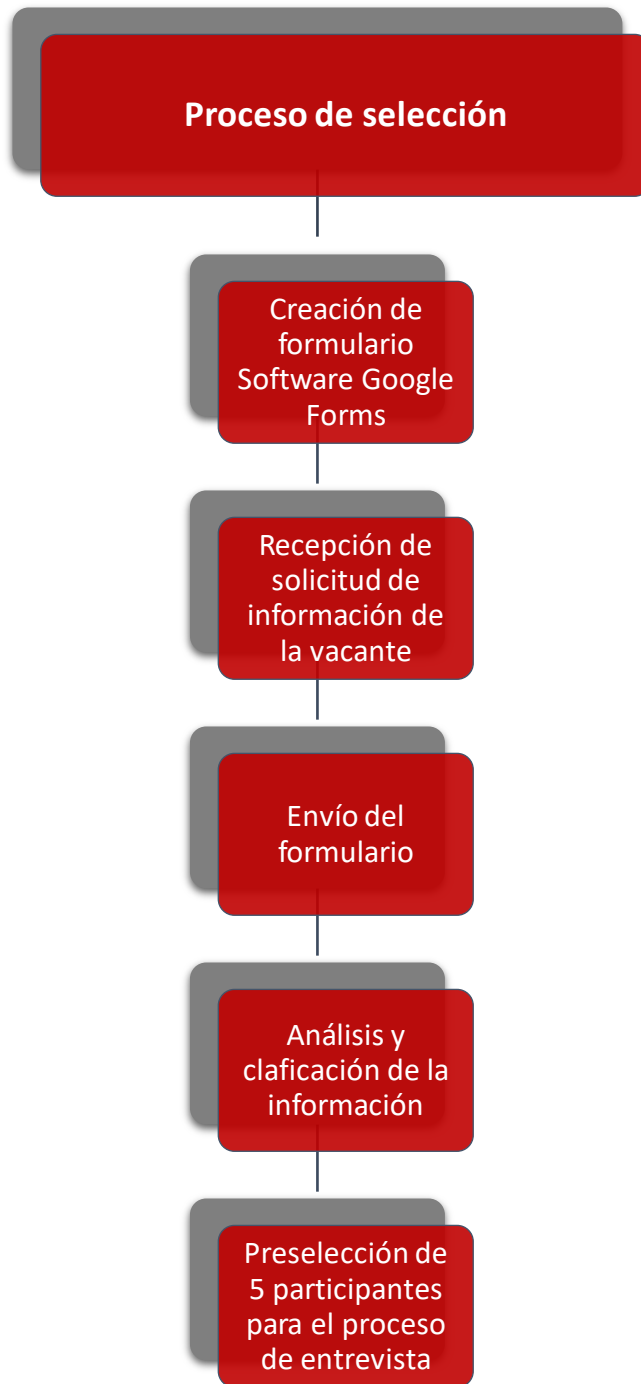 Proceso de selección
Creación de
formulario
Software Google
Forms
Recepción de
solicitud de
información de
la vacante
Envío del
formulario
Análisis y
claficación de la
información
Preselección de
5 participantes
para el proceso
de entrevista